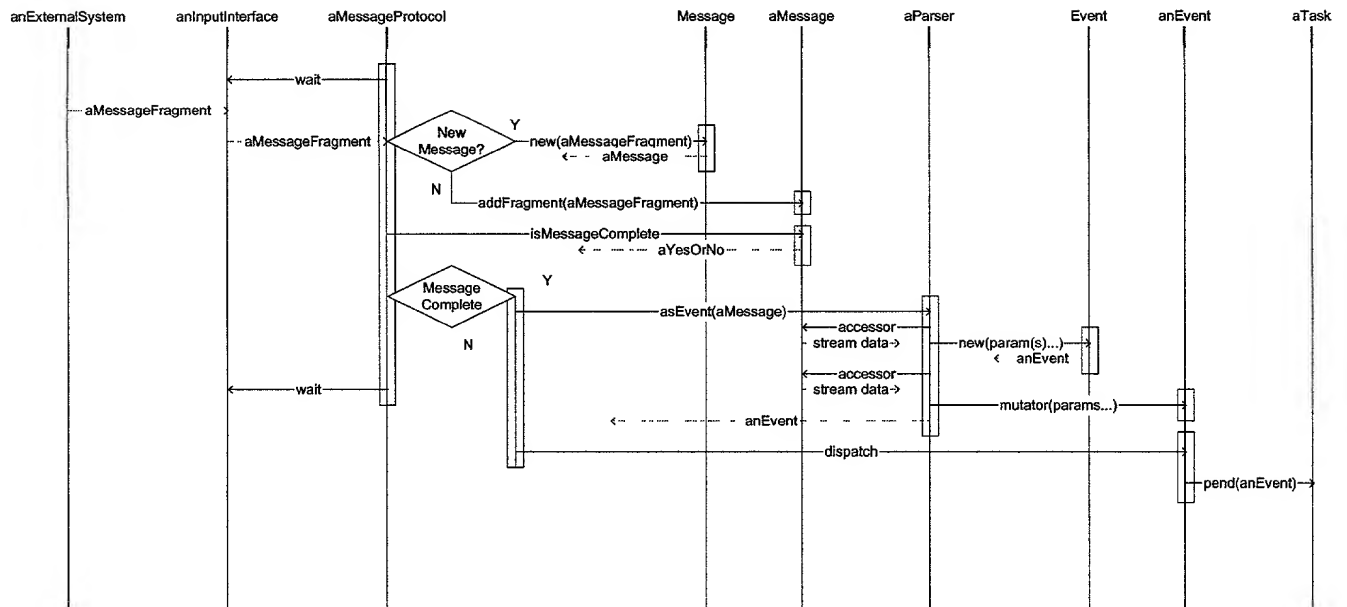 anExternalSystem anInputInterface aMessageProtocol Message aMessage aParser Event anEvent aTask
wait
aMessageFragment
aMessageFragment
New
Message?
Y
new(aMessageFragment)
aMessage
N
addFragment(aMessageFragment)
isMessageComplete
aYesOrNo
Message
Complete
Y
N
asEvent(aMessage)
accessor
stream data
new(param(s)...)
anEvent
accessor
stream data
wait
mutator(params...)
anEvent
dispatch
pend(anEvent)